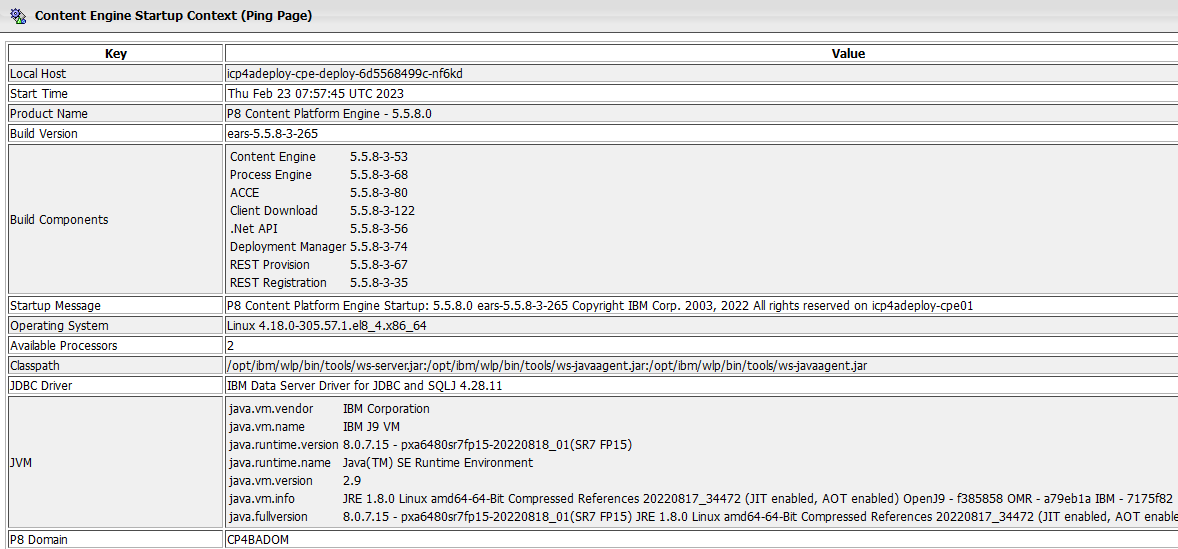 Content Engine Startup Context (Ping Page)
Key Value
Local Host icp4adeploy-cpe-deploy-6d5568499c-nf6kd
Start Time Thu Feb 23 07:57:45 UTC 2023
Product Name P8 Content Platform Engine - 5.5.8.0
Build Version ears-5.5.8-3-265
Content Engine 5.5.8-3-53
Process Engine 5.5.8-3-68
ACCE 5.5.8-3-80
Client Download 5.5.8-3-122
Build Components
.Net API 5.5.8-3-56
Deployment Manager 5.5.8-3-74
REST Provision 5.5.8-3-67
REST Registration 5.5.8-3-35
Startup Message P8 Content Platform Engine Startup: 5.5.8.0 ears-5.5.8-3-265 Copyright IBM Corp. 2003, 2022 All rights reserved on icp4adeploy-cpe01
Operating System Linux 4.18.0-305.57.1.el8_4.x86_64
Available Processors 2
Classpath /opt/ibm/wlp/bin/tools/ws-server.jar:/opt/ibm/wlp/bin/tools/ws-javaagent.jar:/opt/ibm/wlp/bin/tools/ws-javaagent.jar
JDBC Driver IBM Data Server Driver for JDBC and SQLJ 4.28.11
java.vm.vendor IBM Corporation
java.vm.name IBM J9 VM
java.runtime.version 8.0.7.15 - pxa6480sr7fp15-20220818_01(SR7 FP15)
JVM java.runtime.name Java(TM) SE Runtime Environment
java.vm.version 2.9
java.vm.info JRE 1.8.0 Linux amd64-64-Bit Compressed References 20220817_34472 (JIT enabled, AOT enabled) OpenJ9 - f385858 OMR - a79eb1a IBM - 7175f82
java.fullversion 8.0.7.15 - pxa6480sr7fp15-20220818_01(SR7 FP15) JRE 1.8.0 Linux amd64-64-Bit Compressed References 20220817_34472 (JIT enabled, AOT enable
P8 Domain CP4BADOM